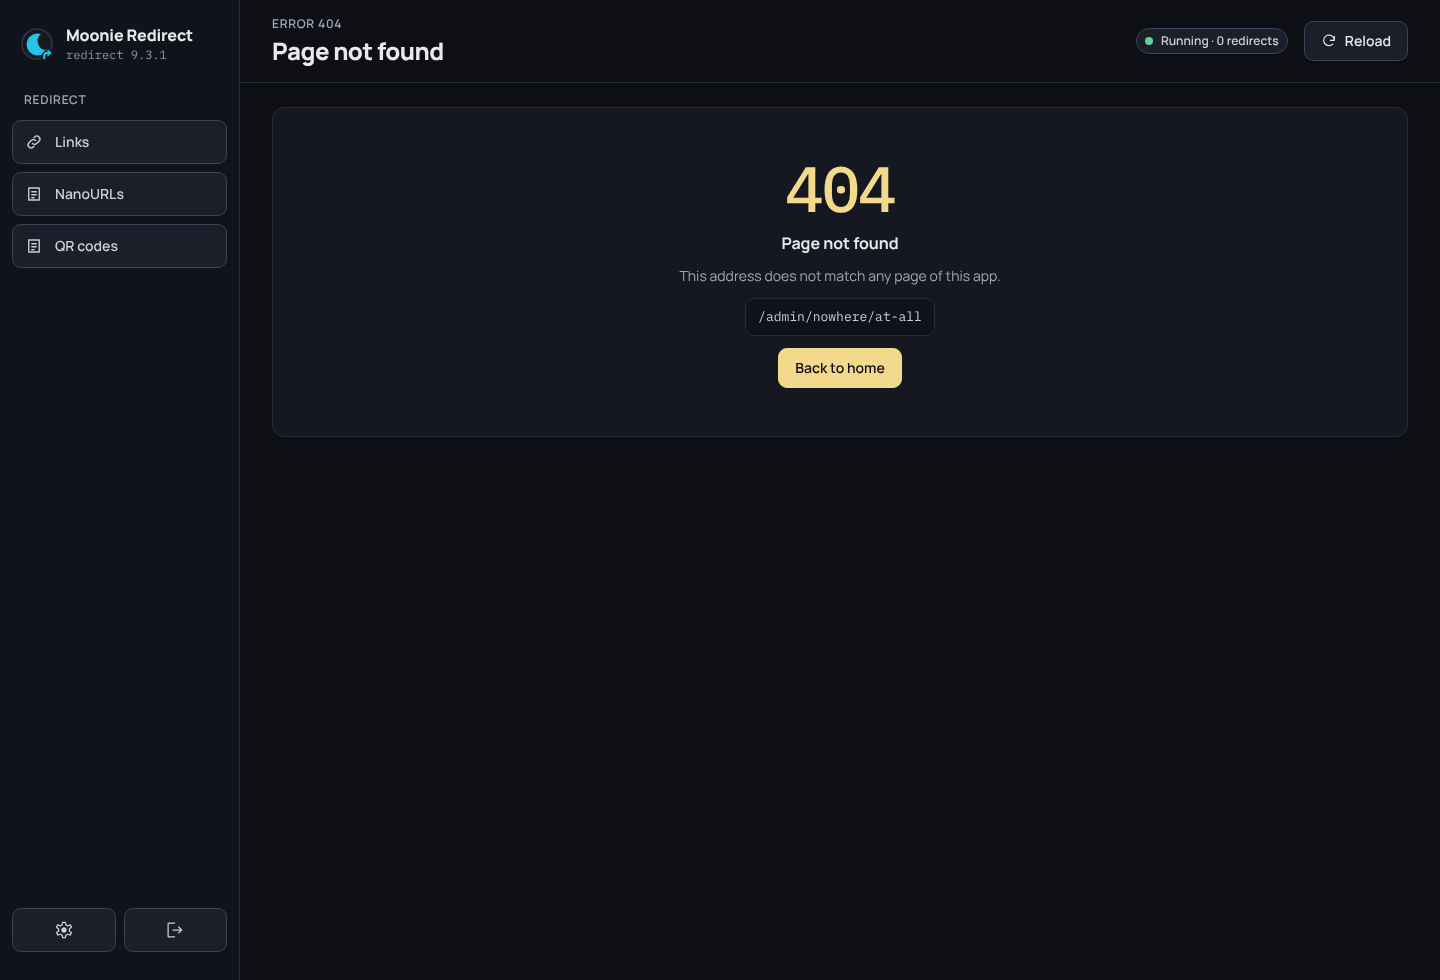 Moonie Redirect
redirect 9.3.1
REDIRECT
Links
NanoURLs
QR codes
ERROR 404
Page not found
Running · 0 redirects
Reload
404
Page not found
This address does not match any page of this app.
/admin/nowhere/at-all
Back to home